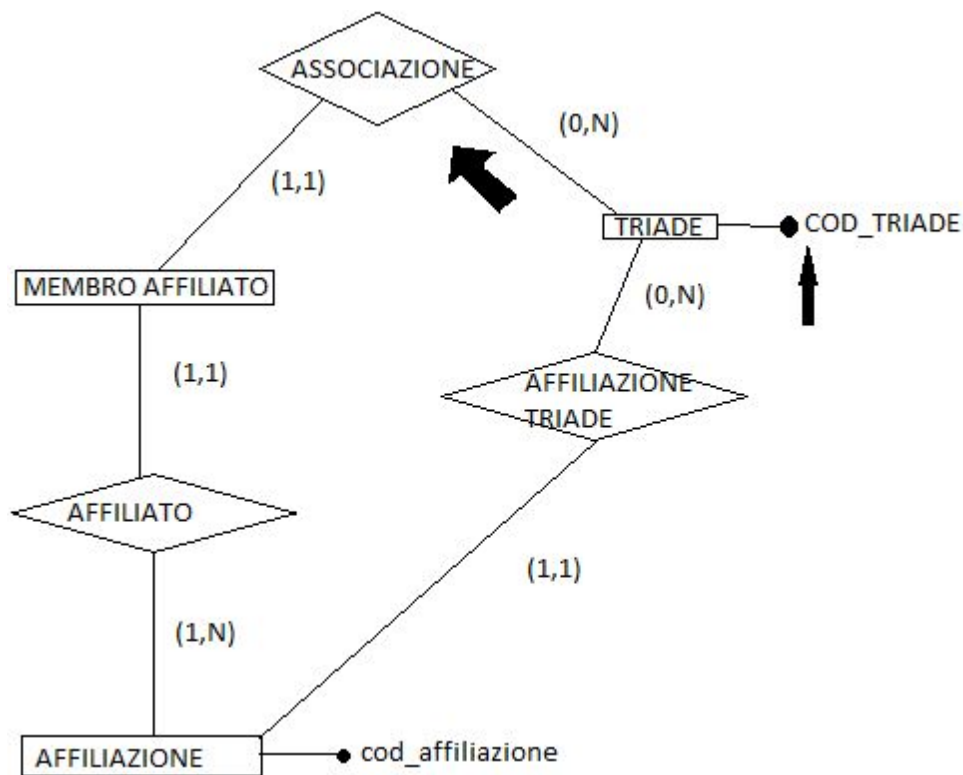 ASSOCIAZIONE
(0,N)
(1,1)
TRIADE
COD_TRIADE
MEMBRO AFFILIATO
(0,N)
(1,1)
AFFILIAZIONE
TRIADE
AFFILIATO
(1,1)
(1,N)
AFFILIAZIONE
cod_affiliazione